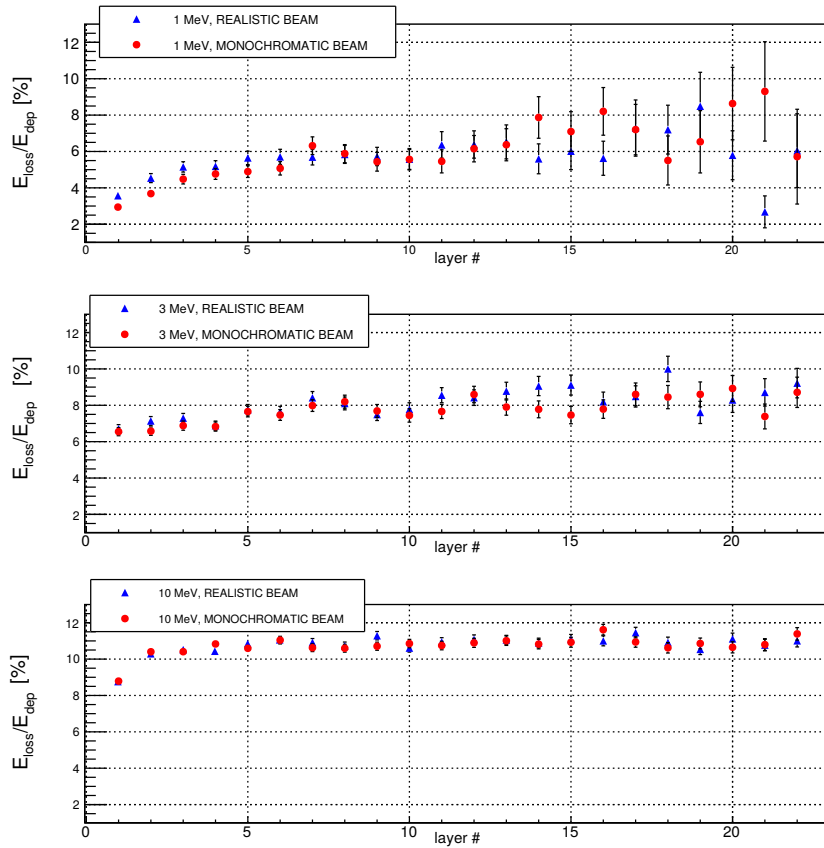 1 MeV, REALISTIC BEAM
1 MeV, MONOCHROMATIC BEAM
E_loss/E_dep [%]
12
10
8
6
4
2
0 5 10 15 20
layer #
3 MeV, REALISTIC BEAM
3 MeV, MONOCHROMATIC BEAM
E_loss/E_dep [%]
12
10
8
6
4
2
0 5 10 15 20
layer #
10 MeV, REALISTIC BEAM
10 MeV, MONOCHROMATIC BEAM
E_loss/E_dep [%]
12
10
8
6
4
2
0 5 10 15 20
layer #